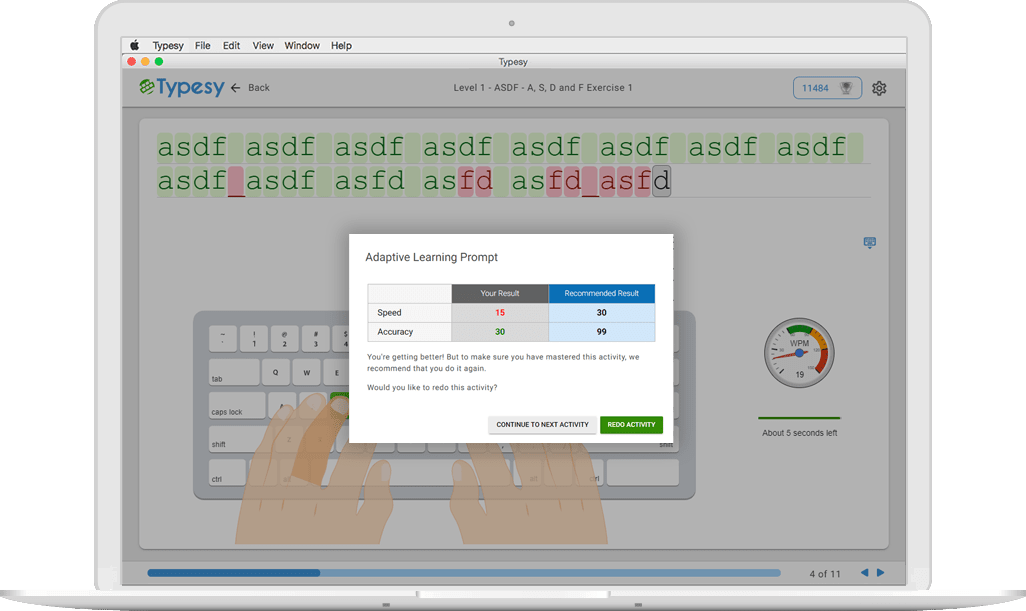 Typesy File Edit View Window Help
Typesy
Typesy Back Level 1 - ASDF - A, S, D and F Exercise 1 11484
asdf asdf asdf asdf asdf asdf asdf asdf
asdf_asdf asfd asfd asfd_asfd
Adaptive Learning Prompt
Your Result Recommended Result
Speed 15 30
Accuracy 30 99
You're getting better! But to make sure you have mastered this activity, we
recommend that you do it again.
Would you like to redo this activity?
CONTINUE TO NEXT ACTIVITY REDO ACTIVITY
~ ! @ # $
1 2 3 4
tab Q W E
caps lock A
shift Z shift
ctrl alt alt ctrl
WPM
19
About 5 seconds left
4 of 11